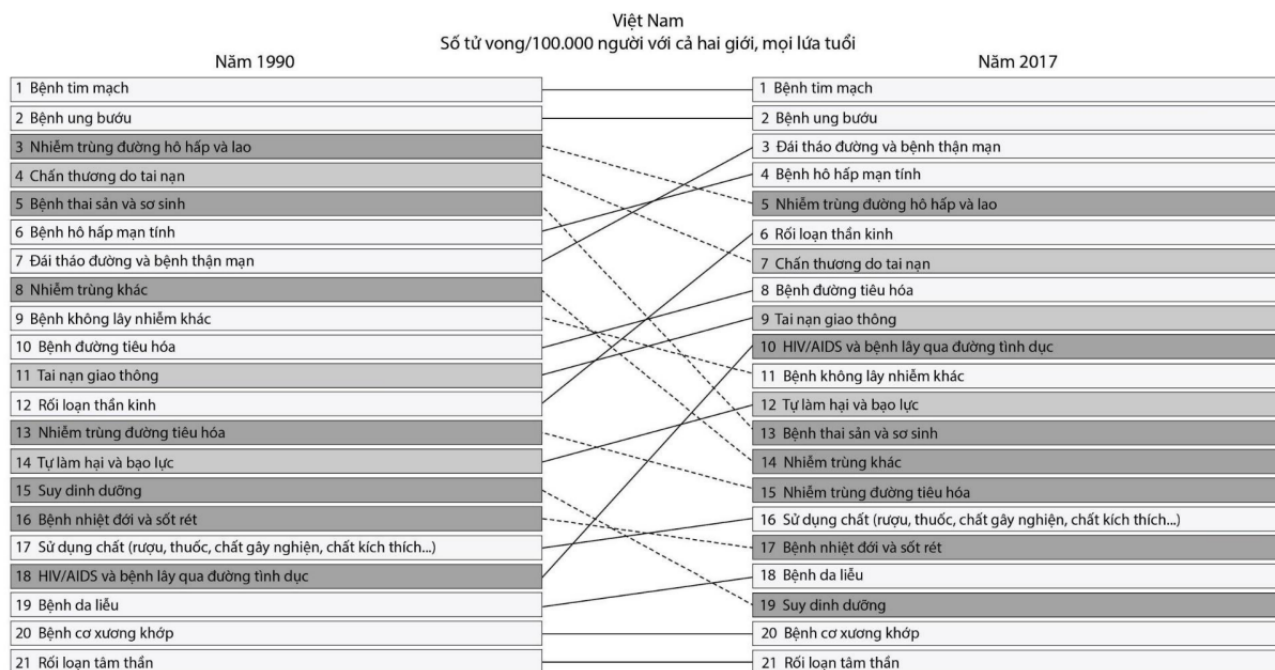 Việt Nam
Số tử vong/100.000 người với cả hai giới, mọi lứa tuổi
Năm 1990
1 Bệnh tim mạch
2 Bệnh ung bướu
3 Nhiễm trùng đường hô hấp và lao
4 Chấn thương do tai nạn
5 Bệnh thai sản và sơ sinh
6 Bệnh hô hấp mạn tính
7 Đái tháo đường và bệnh thận mạn
8 Nhiễm trùng khác
9 Bệnh không lây nhiễm khác
10 Bệnh đường tiêu hóa
11 Tai nạn giao thông
12 Rối loạn thần kinh
13 Nhiễm trùng đường tiêu hóa
14 Tự làm hại và bạo lực
15 Suy dinh dưỡng
16 Bệnh nhiệt đới và sốt rét
17 Sử dụng chất (rượu, thuốc, chất gây nghiện, chất kích thích...)
18 HIV/AIDS và bệnh lây qua đường tình dục
19 Bệnh da liễu
20 Bệnh cơ xương khớp
21 Rối loạn tâm thần
Năm 2017
1 Bệnh tim mạch
2 Bệnh ung bướu
3 Đái tháo đường và bệnh thận mạn
4 Bệnh hô hấp mạn tính
5 Nhiễm trùng đường hô hấp và lao
6 Rối loạn thần kinh
7 Chấn thương do tai nạn
8 Bệnh đường tiêu hóa
9 Tai nạn giao thông
10 HIV/AIDS và bệnh lây qua đường tình dục
11 Bệnh không lây nhiễm khác
12 Tự làm hại và bạo lực
13 Bệnh thai sản và sơ sinh
14 Nhiễm trùng khác
15 Nhiễm trùng đường tiêu hóa
16 Sử dụng chất (rượu, thuốc, chất gây nghiện, chất kích thích...)
17 Bệnh nhiệt đới và sốt rét
18 Bệnh da liễu
19 Suy dinh dưỡng
20 Bệnh cơ xương khớp
21 Rối loạn tâm thần